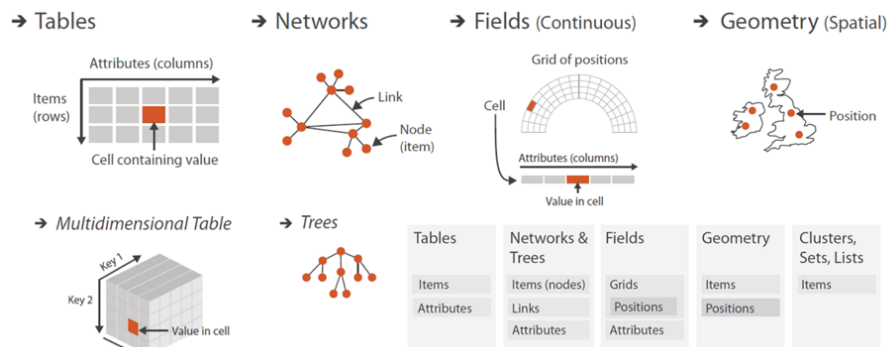 → Tables
Attributes (columns)
Items
(rows)
Cell containing value
→ Networks
Link
Node
(item)
→ Fields (Continuous)
Grid of positions
Cell
Attributes (columns)
Value in cell
→ Geometry (Spatial)
Position
→ Multidimensional Table
Key 1
Key 2
Value in cell
→ Trees
Tables
Items
Attributes
Networks &
Trees
Items (nodes)
Links
Attributes
Fields
Grids
Positions
Attributes
Geometry
Items
Positions
Clusters,
Sets, Lists
Items